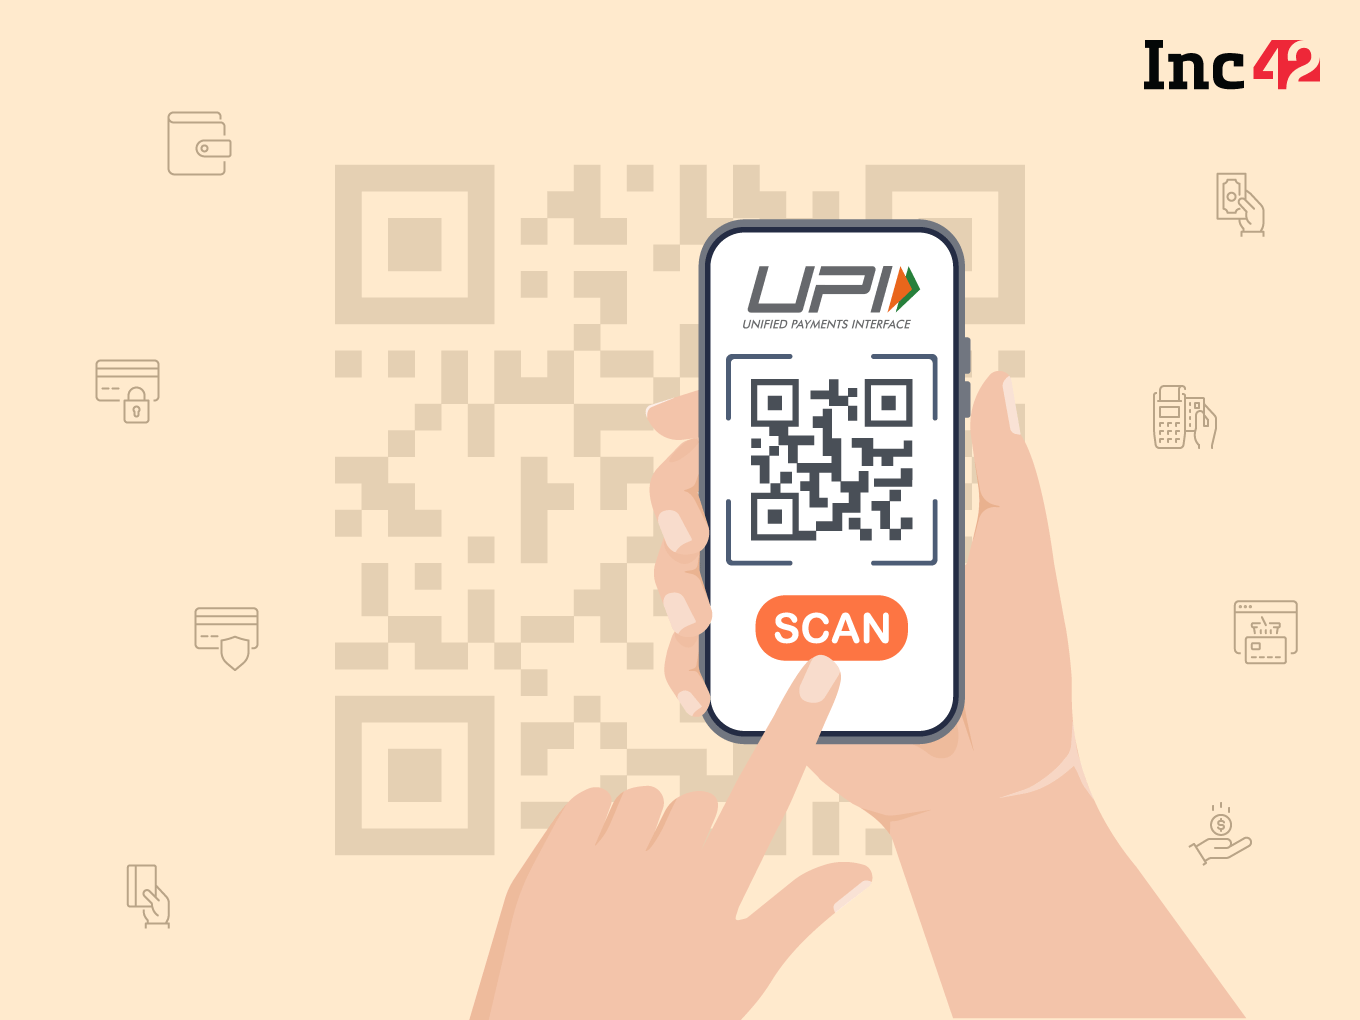 Inc42
UPI
UNIFIED PAYMENTS INTERFACE
SCAN